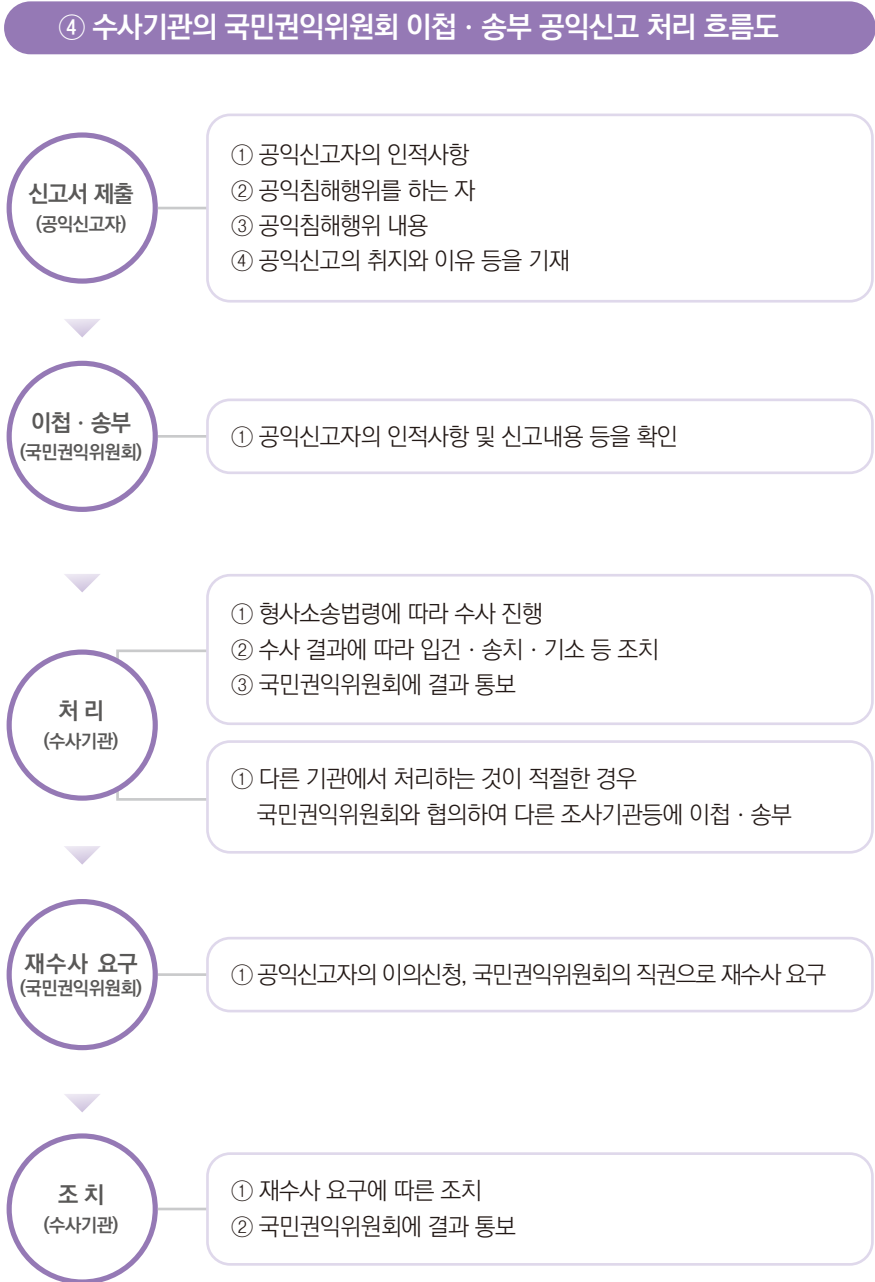 ④ 수사기관의 국민권익위원회 이첩 · 송부 공익신고 처리 흐름도
신고서 제출
(공익신고자)
① 공익신고자의 인적사항
② 공익침해행위를 하는 자
③ 공익침해행위 내용
④ 공익신고의 취지와 이유 등을 기재
이첩 · 송부
(국민권익위원회)
① 공익신고자의 인적사항 및 신고내용 등을 확인
처 리
(수사기관)
① 형사소송법령에 따라 수사 진행
② 수사 결과에 따라 입건 · 송치 · 기소 등 조치
③ 국민권익위원회에 결과 통보
① 다른 기관에서 처리하는 것이 적절한 경우
국민권익위원회와 협의하여 다른 조사기관등에 이첩 · 송부
재수사 요구
(국민권익위원회)
① 공익신고자의 이의신청, 국민권익위원회의 직권으로 재수사 요구
조 치
(수사기관)
① 재수사 요구에 따른 조치
② 국민권익위원회에 결과 통보